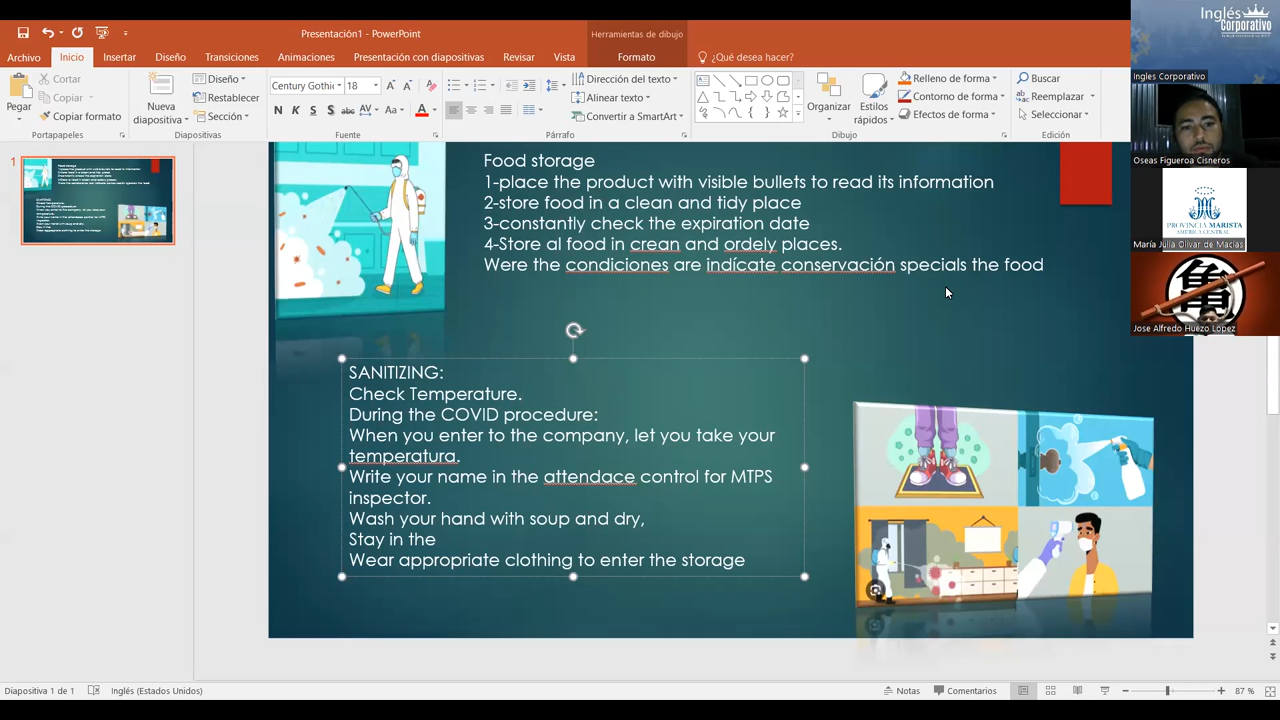 Presentación1 - PowerPoint
Herramientas de dibujo
Inglés
Corporativo
Archivo Inicio Insertar Diseño Transiciones Animaciones Presentación con diapositivas Revisar Vista Formato ¿Qué desea hacer?
Ingles Corporativo
Pegar
Cortar
Copiar
Copiar formato
Portapapeles
Nueva
diapositiva
Diseño
Restablecer
Sección
Diapositivas
Century Gothic 18
N K S S abc AV Aa A
Fuente
Dirección del texto
Alinear texto
Convertir a SmartArt
Párrafo
Organizar
Estilos
rápidos
Relleno de forma
Contorno de forma
Efectos de forma
Dibujo
Buscar
Reemplazar
Seleccionar
Edición
Oseas Figueroa Cisneros
PROVINCIA MARISTA
AMÉRICA CENTRAL
María Julia Olivar de Macías
Jose Alfredo Huezo López
1
Food storage
1-place the product with visible bullets to read its information
2-store food in a clean and tidy place
3-constantly check the expiration date
4-Store al food in crean and ordely places.
Were the condiciones are indícate conservación specials the food
SANITIZING:
Check Temperature.
During the COVID procedure:
When you enter to the company, let you take your
temperatura.
Write your name in the attendace control for MTPS
inspector.
Wash your hand with soup and dry,
Stay in the
Wear appropriate clothing to enter the storage
Diapositiva 1 de 1 Inglés (Estados Unidos) Notas Comentarios 87 %